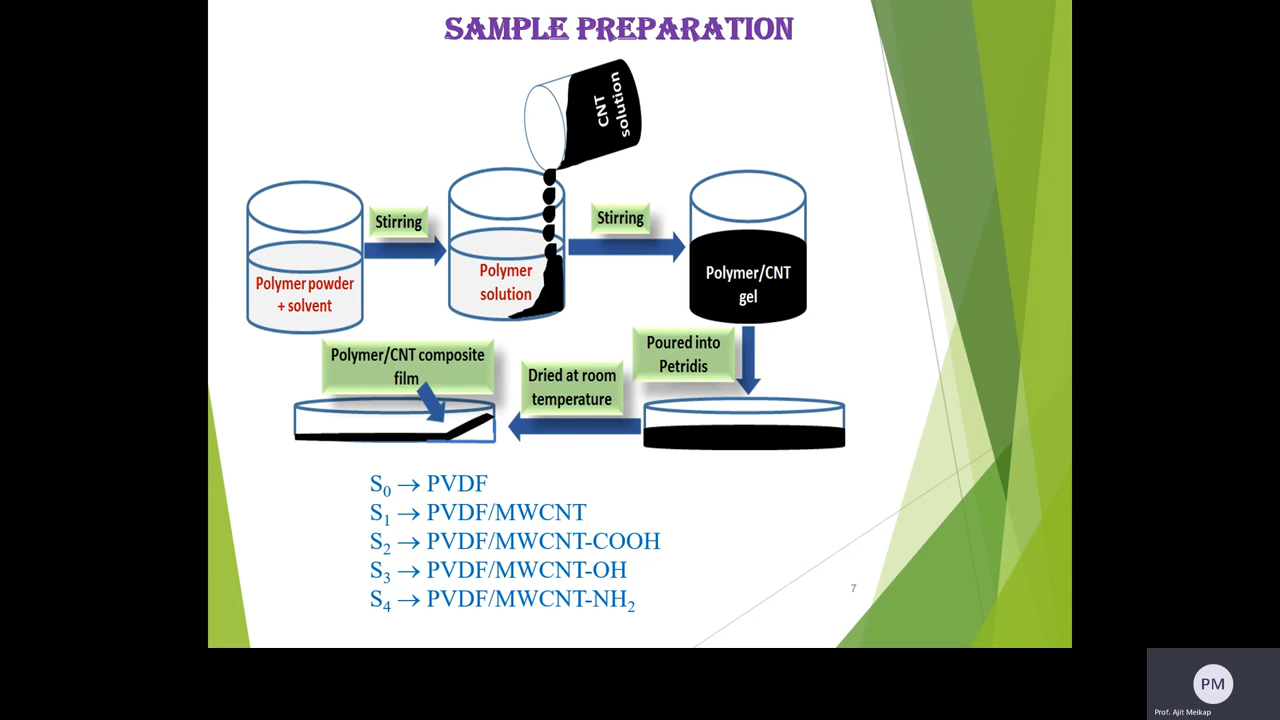 SAMPLE PREPARATION
CNT
solution
Stirring
Stirring
Polymer powder
+ solvent
Polymer
solution
Polymer/CNT
gel
Poured into
Petridis
Dried at room
temperature
Polymer/CNT composite
film
S0 → PVDF
S1 → PVDF/MWCNT
S2 → PVDF/MWCNT-COOH
S3 → PVDF/MWCNT-OH
S4 → PVDF/MWCNT-NH2
7
PM
Prof. Ajit Meikap